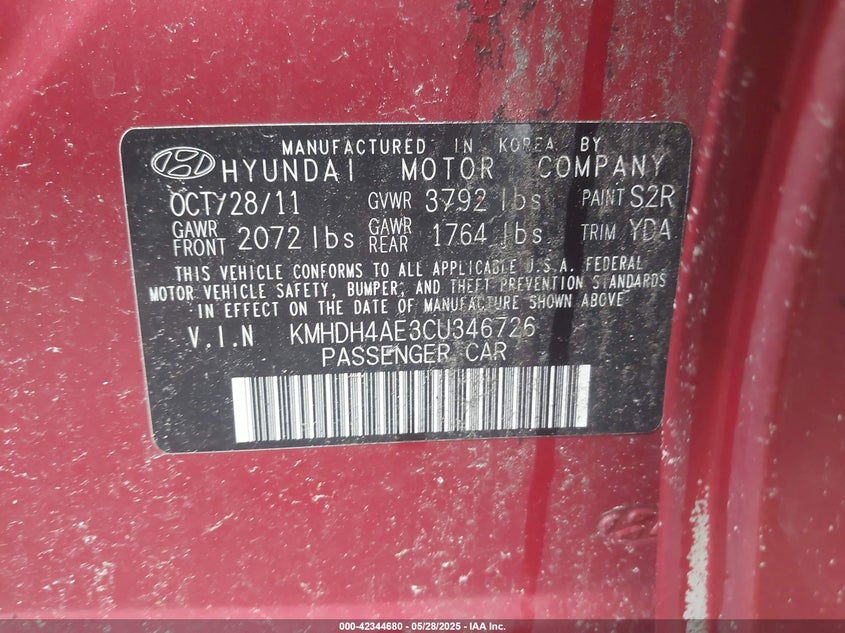 MANUFACTURED IN KOREA BY
HYUNDAI MOTOR COMPANY
OCT/28/11 GVWR 3792 lbs PAINT S2R
GAWR FRONT 2072 lbs GAWR REAR 1764 lbs TRIM YDA
THIS VEHICLE CONFORMS TO ALL APPLICABLE U.S.A. FEDERAL
MOTOR VEHICLE SAFETY, BUMPER, AND THEFT PREVENTION STANDARDS
IN EFFECT ON THE DATE OF MANUFACTURE SHOWN ABOVE
V.I.N KMHDH4AE3CU346726
PASSENGER CAR
000-42344680 — 05/28/2025 — IAA Inc.